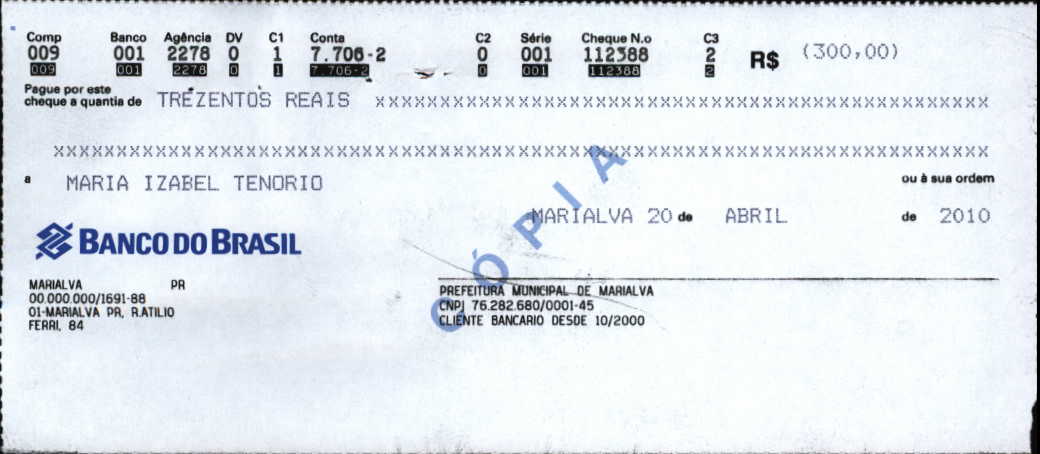 Comp Banco Agência DV C1 Conta C2 Série Cheque N.o C3
009 001 2278 0 1 7.706-2 0 001 112388 2 R$ (300,00)
009 001 2278 0 1 7.706-2 0 001 112388 2
Pague por este
cheque a quantia de TREZENTOS REAIS xxxxxxxxxxxxxxxxxxxxxxxxxxxxxxxxxxxxxxxxxxxxxxx
xxxxxxxxxxxxxxxxxxxxxxxxxxxxxxxxxxxxxxxxxxxxxxxxxxxxxxxxxxxxxxxxxxxxxxxx
a MARIA IZABEL TENORIO ou à sua ordem
MARIALVA 20 de ABRIL de 2010
CÓPIA
BANCO DO BRASIL
MARIALVA PR
00.000.000/1691-88
01-MARIALVA PR, R.ATILIO
FERRI, 84
PREFEITURA MUNICIPAL DE MARIALVA
CNPJ 76.282.680/0001-45
CLIENTE BANCARIO DESDE 10/2000